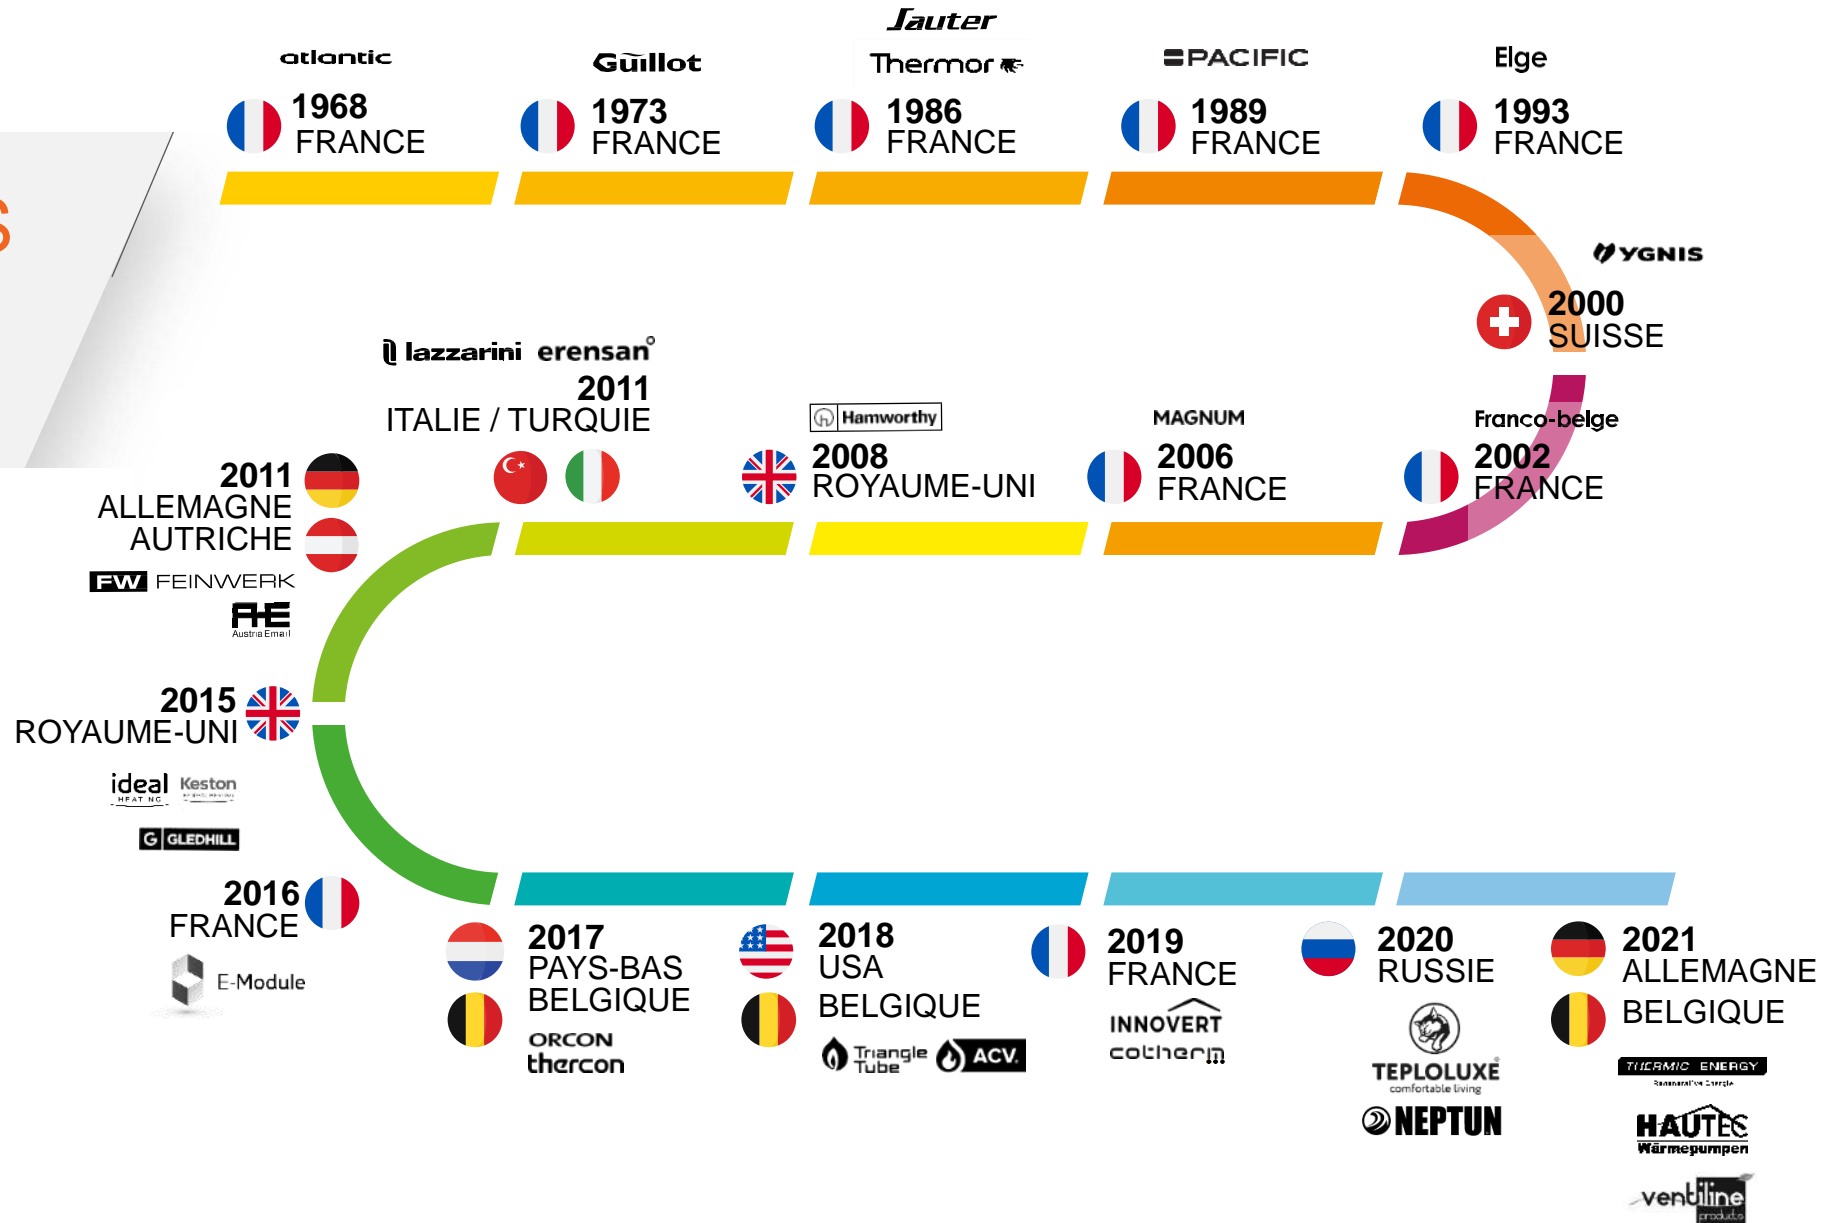 S
atlantic
1968
FRANCE
Guillot
1973
FRANCE
Sauter
Thermor
1986
FRANCE
PACIFIC
1989
FRANCE
Elge
1993
FRANCE
YGNIS
2000
SUISSE
Franco-belge
2002
FRANCE
MAGNUM
2006
FRANCE
Hamworthy
2008
ROYAUME-UNI
lazzarini erensan
2011
ITALIE / TURQUIE
2011
ALLEMAGNE
AUTRICHE
FW FEINWERK
AHE
Austria Email
2015
ROYAUME-UNI
ideal
HEATING
Keston
G GLEDHILL
2016
FRANCE
E-Module
2017
PAYS-BAS
BELGIQUE
ORCON
thercon
2018
USA
BELGIQUE
Triangle
Tube
ACV.
2019
FRANCE
INNOVERT
cotherm
2020
RUSSIE
TEPLOLUXE
comfortable living
NEPTUN
2021
ALLEMAGNE
BELGIQUE
THERMIC ENERGY
HAUTEC
Wärmepumpen
ventiline
products